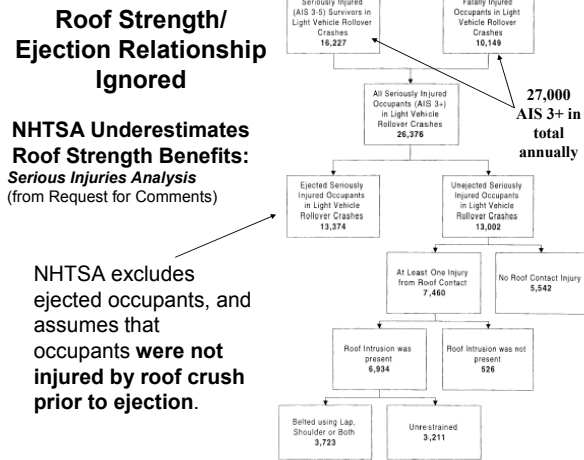 Roof Strength/
Ejection Relationship
Ignored
NHTSA Underestimates
Roof Strength Benefits:
Serious Injuries Analysis
(from Request for Comments)
NHTSA excludes
ejected occupants, and
assumes that
occupants were not
injured by roof crush
prior to ejection.
Seriously Injured
(AIS 3-5) Survivors in
Light Vehicle Rollover
Crashes
16,227
Fatally Injured
Occupants in Light
Vehicle Rollover
Crashes
10,149
27,000
AIS 3+ in
total
annually
All Seriously Injured
Occupants (AIS 3+)
in Light Vehicle
Rollover Crashes
26,376
Ejected Seriously
Injured Occupants
in Light Vehicle
Rollover Crashes
13,374
Unejected Seriously
Injured Occupants
in Light Vehicle
Rollover Crashes
13,002
At Least One Injury
from Roof Contact
7,460
No Roof Contact Injury
5,542
Roof Intrusion was
present
6,934
Roof Intrusion was not
present
526
Belted using Lap,
Shoulder or Both
3,723
Unrestrained
3,211